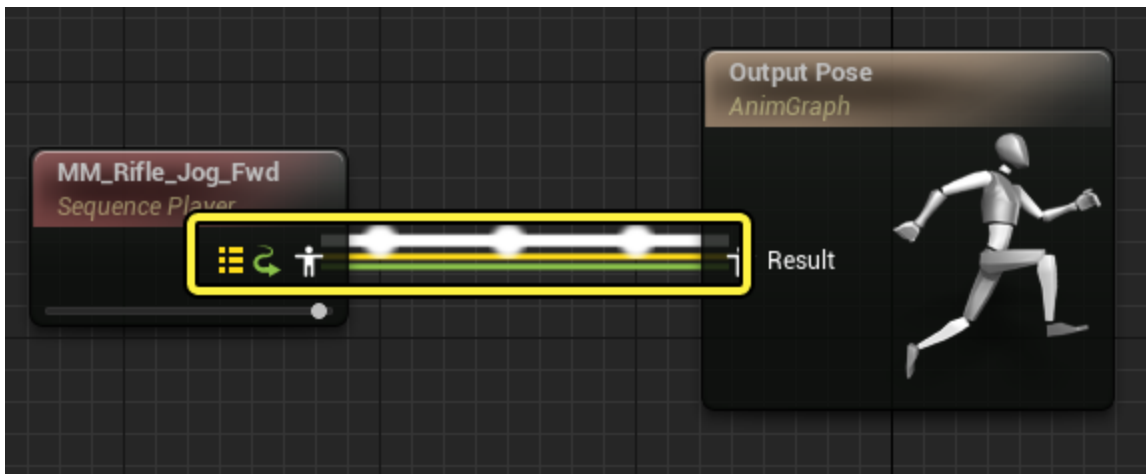 Output Pose
AnimGraph
MM_Rifle_Jog_Fwd
Sequence Player
Result